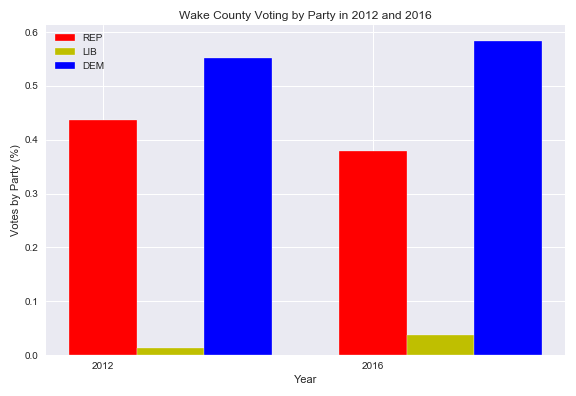 Wake County Voting by Party in 2012 and 2016
REP
LIB
DEM
Votes by Party (%)
0.6
0.5
0.4
0.3
0.2
0.1
0.0
2012
2016
Year